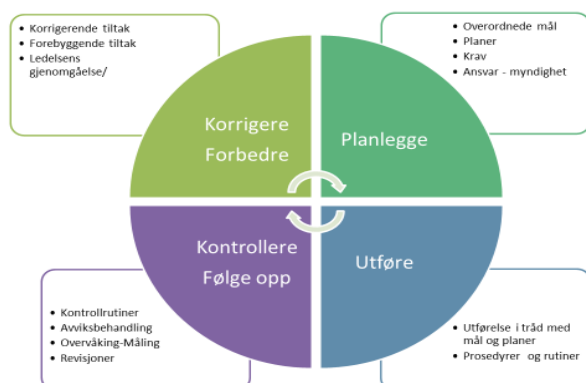 • Korrigerende tiltak
• Forebyggende tiltak
• Ledelsens
gjenomgåelse/
• Overordnede mål
• Planer
• Krav
• Ansvar - myndighet
Korrigere
Forbedre
Planlegge
Kontrollere
Følge opp
Utføre
• Kontrollrutiner
• Avviksbehandling
• Overvåking-Måling
• Revisjoner
• Utførelse i tråd med
mål og planer
• Prosedyrer og rutiner